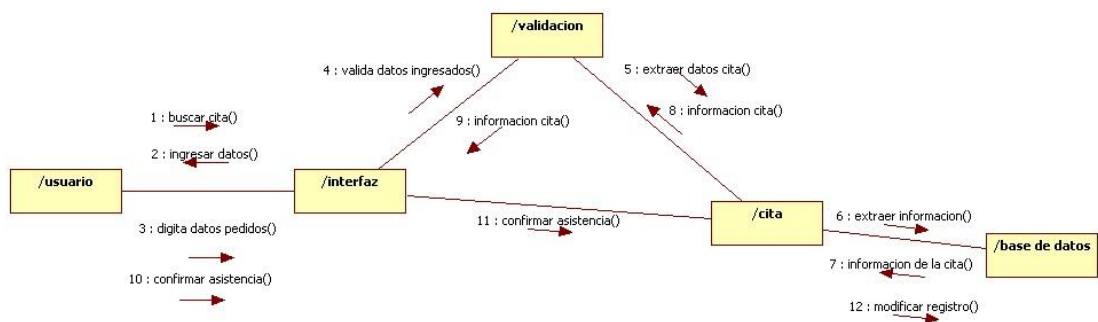 /validacion
4 : valida datos ingresados()
5 : extraer datos cita()
8 : informacion cita()
1 : buscar cita()
9 : informacion cita()
2 : ingresar datos()
/usuario
/interfaz
/cita
3 : digita datos pedidos()
11 : confirmar asistencia()
6 : extraer informacion()
/base de datos
7 : informacion de la cita()
10 : confirmar asistencia()
12 : modificar registro()